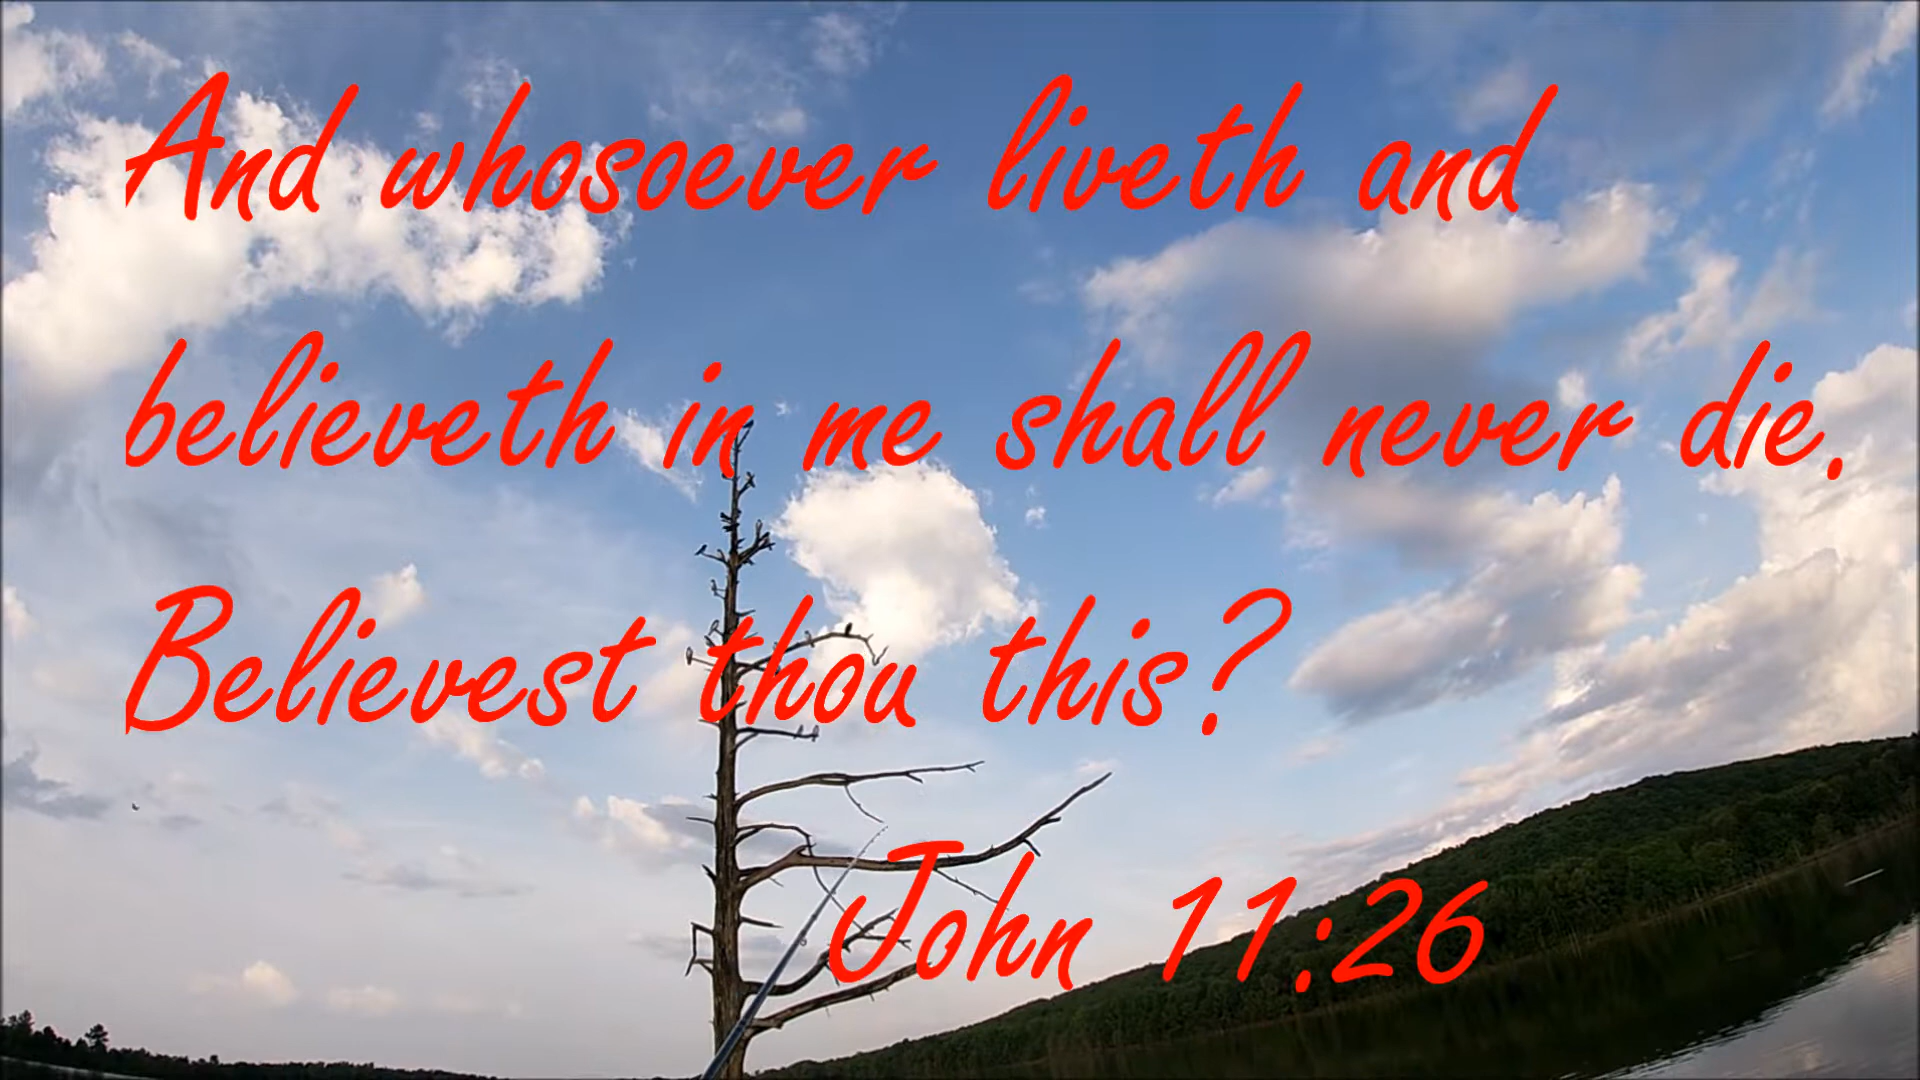 And whosoever liveth and
believeth in me shall never die.
Believest thou this?
John 11:26